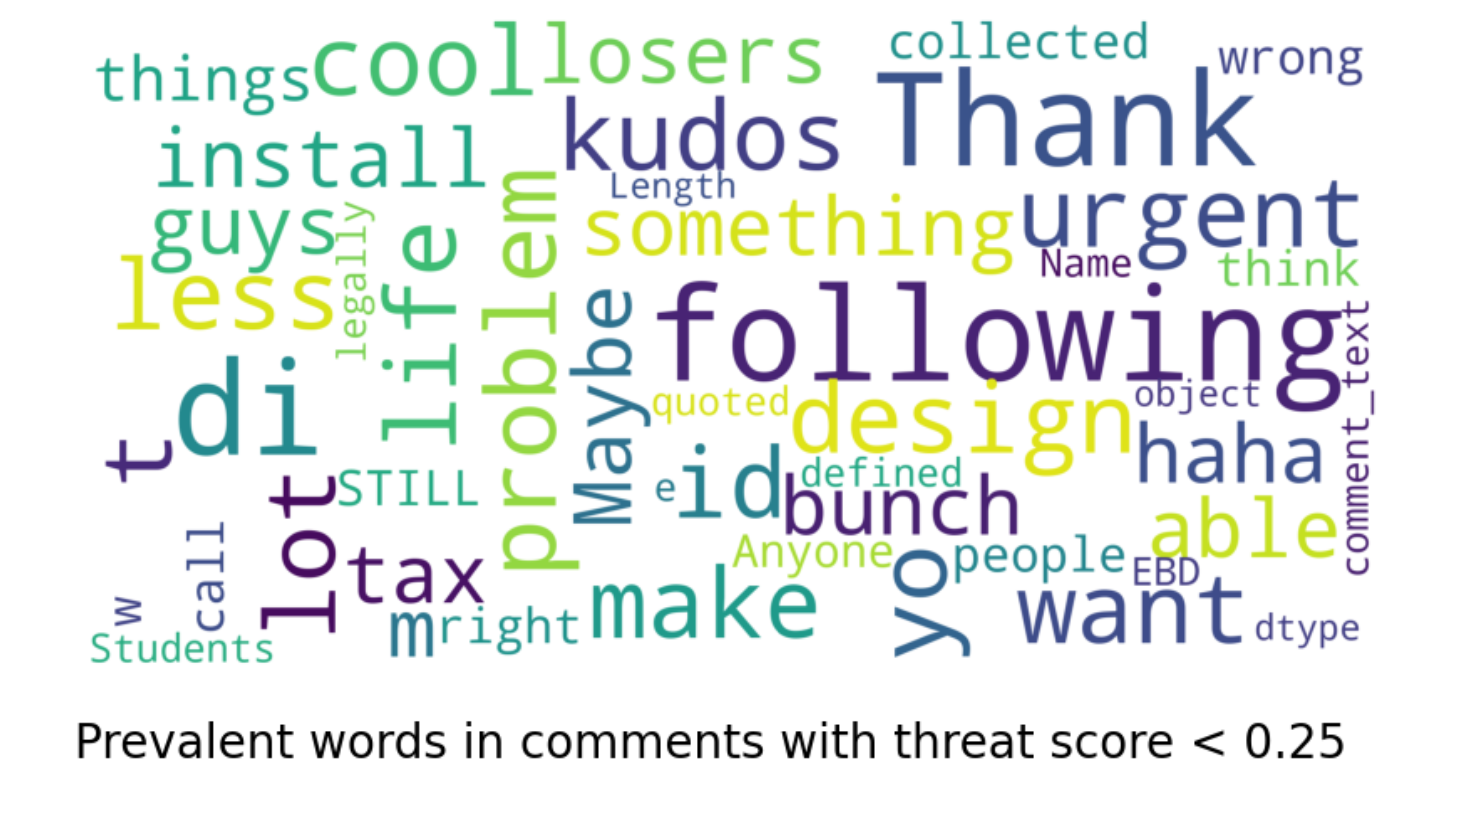 things cool losers collected wrong
install kudos Thank
Length
guys legally life problem something urgent
Name think
less Maybe following comment_text
di quoted design object
t haha
STILL e id defined
lot bunch able
call tax Anyone yo people EBD
w m right make want dtype
Students
Prevalent words in comments with threat score < 0.25